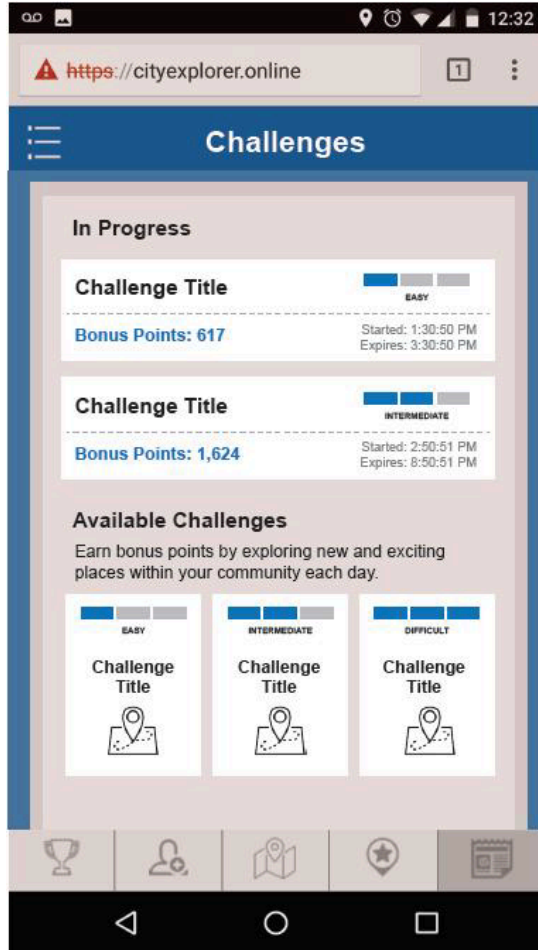 12:32
https://cityexplorer.online
1
Challenges
In Progress
Challenge Title
EASY
Bonus Points: 617
Started: 1:30:50 PM
Expires: 3:30:50 PM
Challenge Title
INTERMEDIATE
Bonus Points: 1,624
Started: 2:50:51 PM
Expires: 8:50:51 PM
Available Challenges
Earn bonus points by exploring new and exciting
places within your community each day.
EASY
Challenge
Title
INTERMEDIATE
Challenge
Title
DIFFICULT
Challenge
Title